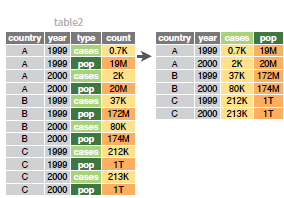 table2
country year type count
A 1999 cases 0.7K
A 1999 pop 19M
A 2000 cases 2K
A 2000 pop 20M
B 1999 cases 37K
B 1999 pop 172M
B 2000 cases 80K
B 2000 pop 174M
C 1999 cases 212K
C 1999 pop 1T
C 2000 cases 213K
C 2000 pop 1T
country year cases pop
A 1999 0.7K 19M
A 2000 2K 20M
B 1999 37K 172M
B 2000 80K 174M
C 1999 212K 1T
C 2000 213K 1T